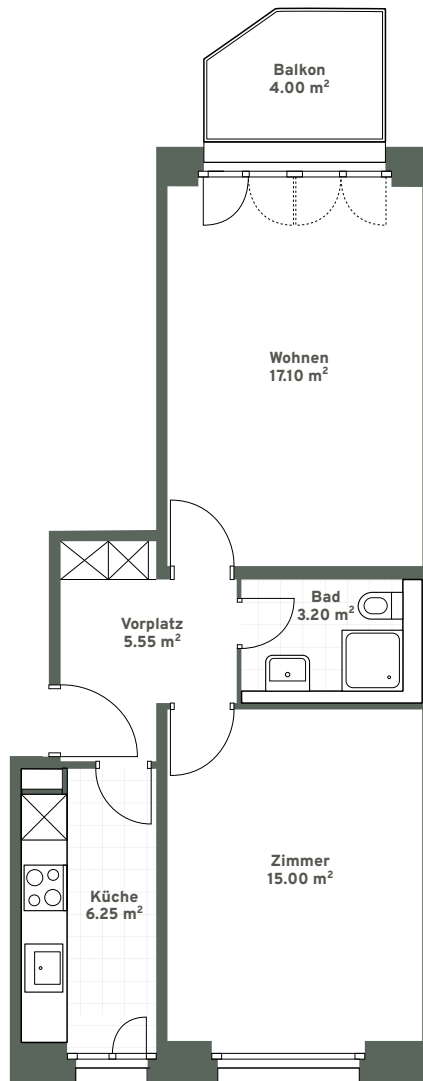 Balkon
4.00 m²
Wohnen
17.10 m²
Bad
3.20 m²
Vorplatz
5.55 m²
Zimmer
15.00 m²
Küche
6.25 m²